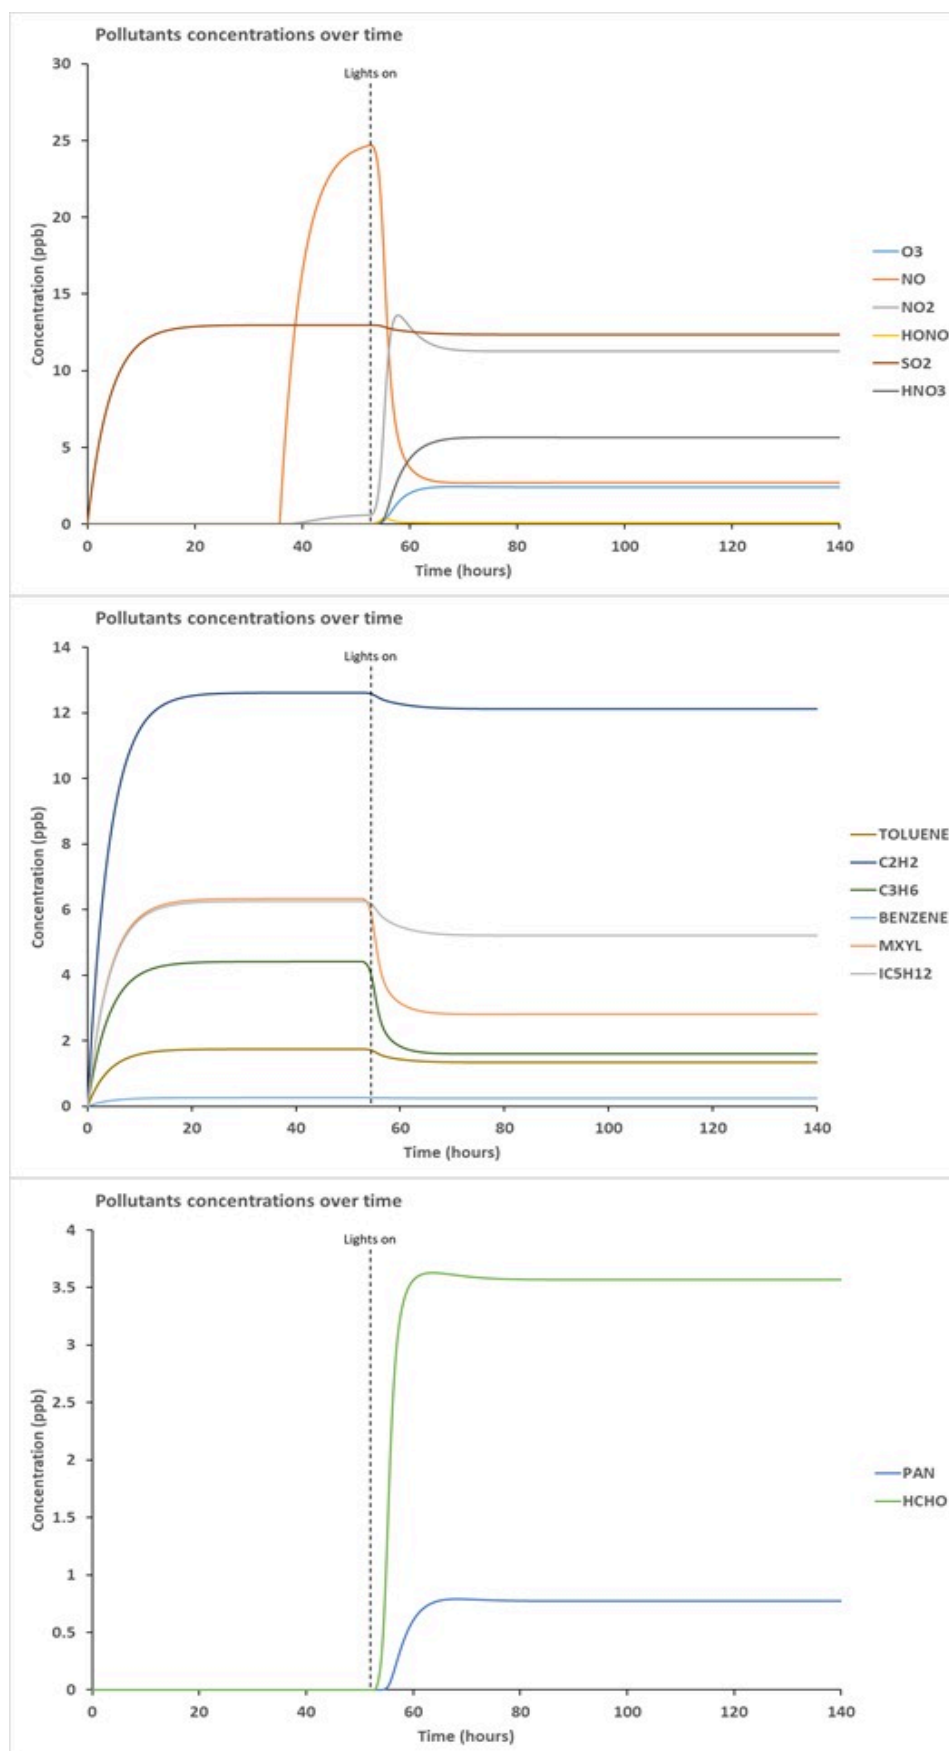 Pollutants concentrations over time
Lights on
30
25
20
15
10
5
0
Concentration (ppb)
0 20 40 60 80 100 120 140
Time (hours)
O3
NO
NO2
HONO
SO2
HNO3
Pollutants concentrations over time
Lights on
14
12
10
8
6
4
2
0
Concentration (ppb)
0 20 40 60 80 100 120 140
Time (hours)
TOLUENE
C2H2
C3H6
BENZENE
MXYL
IC5H12
Pollutants concentrations over time
Lights on
4
3.5
3
2.5
2
1.5
1
0.5
0
Concentration (ppb)
0 20 40 60 80 100 120 140
Time (hours)
PAN
HCHO